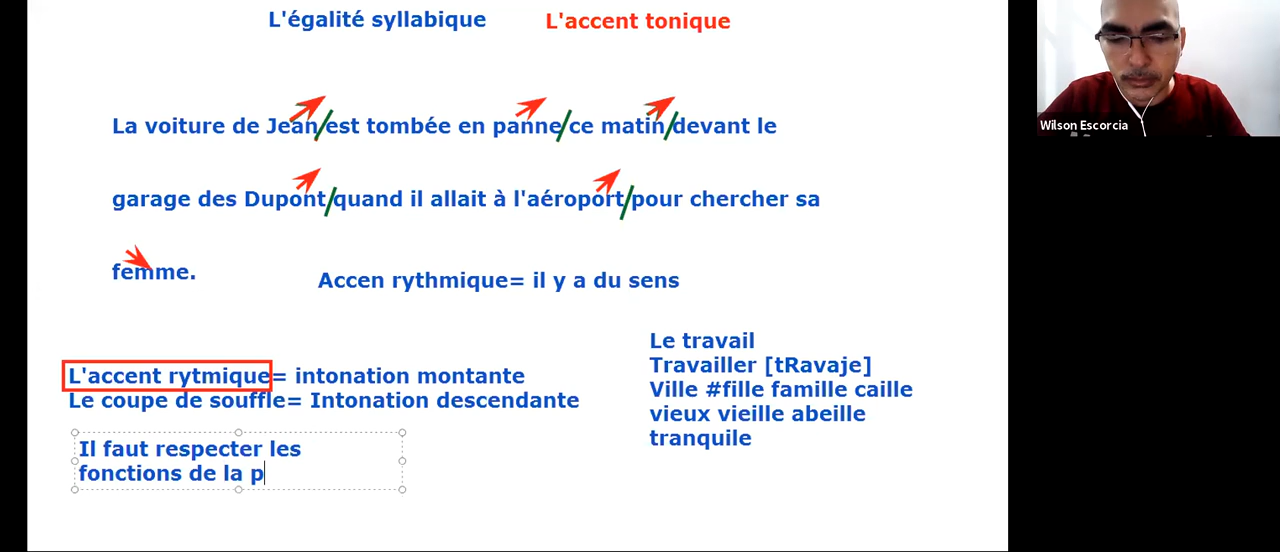 L'égalité syllabique
L'accent tonique
La voiture de Jean/est tombée en panne/ce matin/devant le
garage des Dupont/quand il allait à l'aéroport/pour chercher sa
femme.
Accen rythmique= il y a du sens
L'accent rytmique= intonation montante
Le coupe de souffle= Intonation descendante
Il faut respecter les
fonctions de la p
Le travail
Travailler [tRavaje]
Ville #fille famille caille
vieux vieille abeille
tranquile
Wilson Escorcia